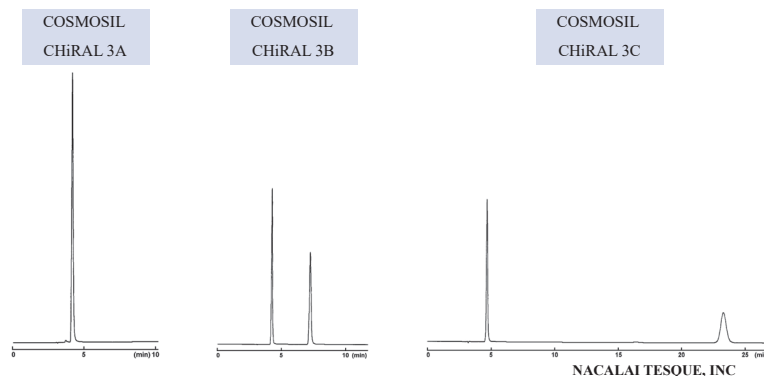 COSMOSIL
CHiRAL 3A
COSMOSIL
CHiRAL 3B
COSMOSIL
CHiRAL 3C
0 5 (min) 10
0 5 10 (min)
0 5 10 15 20 25 (mi
NACALAI TESQUE, INC